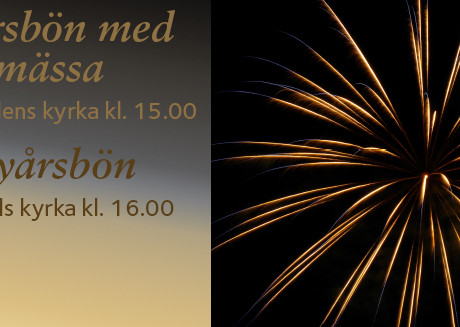 rsbön med
mässa
lens kyrka kl. 15.00
yårsbön
ls kyrka kl. 16.00